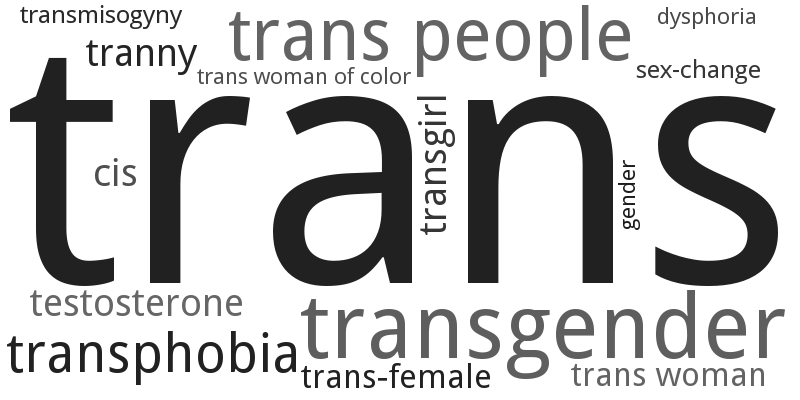 transmisogyny
trans people
dysphoria
tranny
trans woman of color
sex-change
trans
cis
transgirl
gender
testosterone
transgender
transphobia
trans-female
trans woman